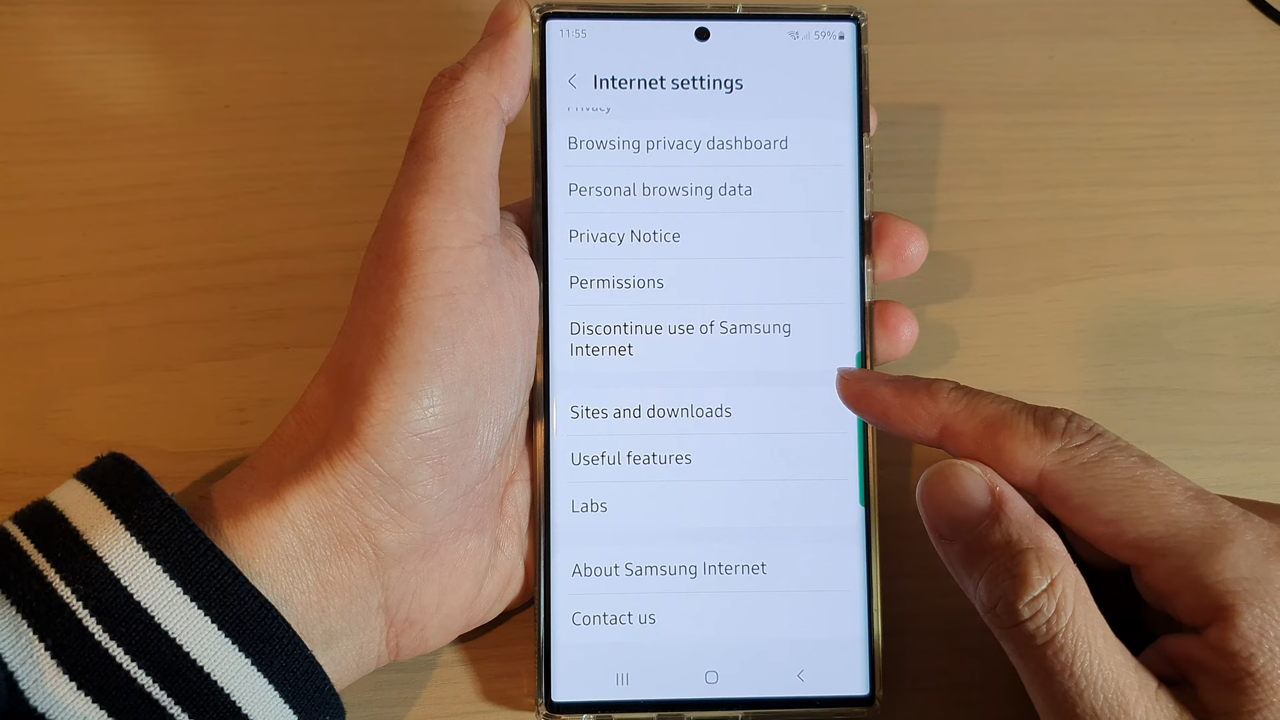 11:55
59%
Internet settings
Privacy
Browsing privacy dashboard
Personal browsing data
Privacy Notice
Permissions
Discontinue use of Samsung
Internet
Sites and downloads
Useful features
Labs
About Samsung Internet
Contact us